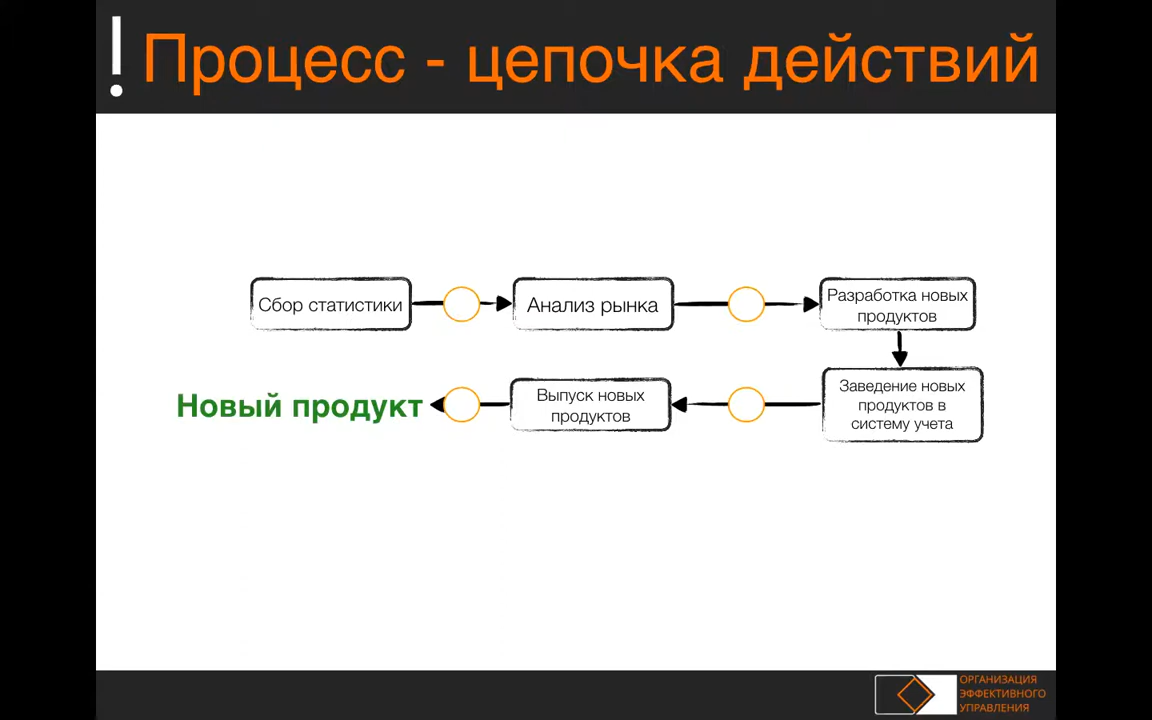 ! Процесс - цепочка действий
Сбор статистики
Анализ рынка
Разработка новых
продуктов
Заведение новых
продуктов в
систему учета
Выпуск новых
продуктов
Новый продукт
ОРГАНИЗАЦИЯ
ЭФФЕКТИВНОГО
УПРАВЛЕНИЯ